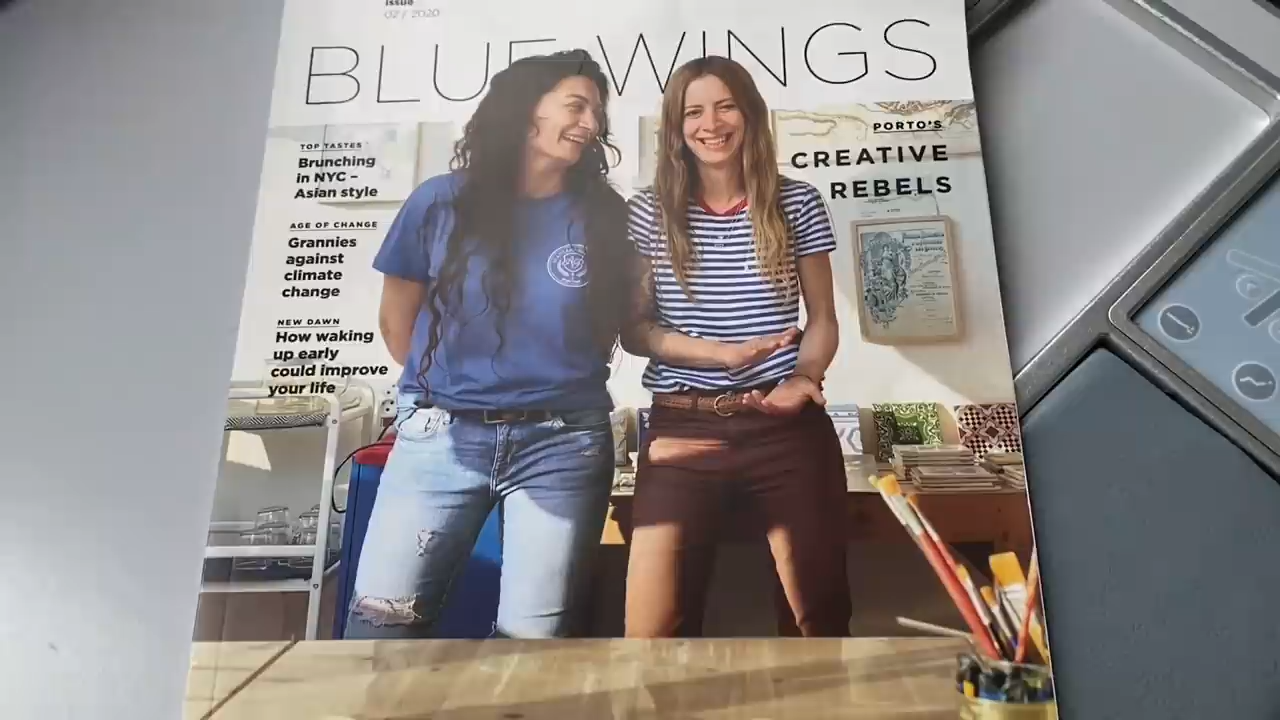 Issue
02 / 2020
BLUE WINGS
TOP TASTES
Brunching
in NYC –
Asian style
AGE OF CHANGE
Grannies
against
climate
change
NEW DAWN
How waking
up early
could improve
your life
PORTO'S
CREATIVE
REBELS